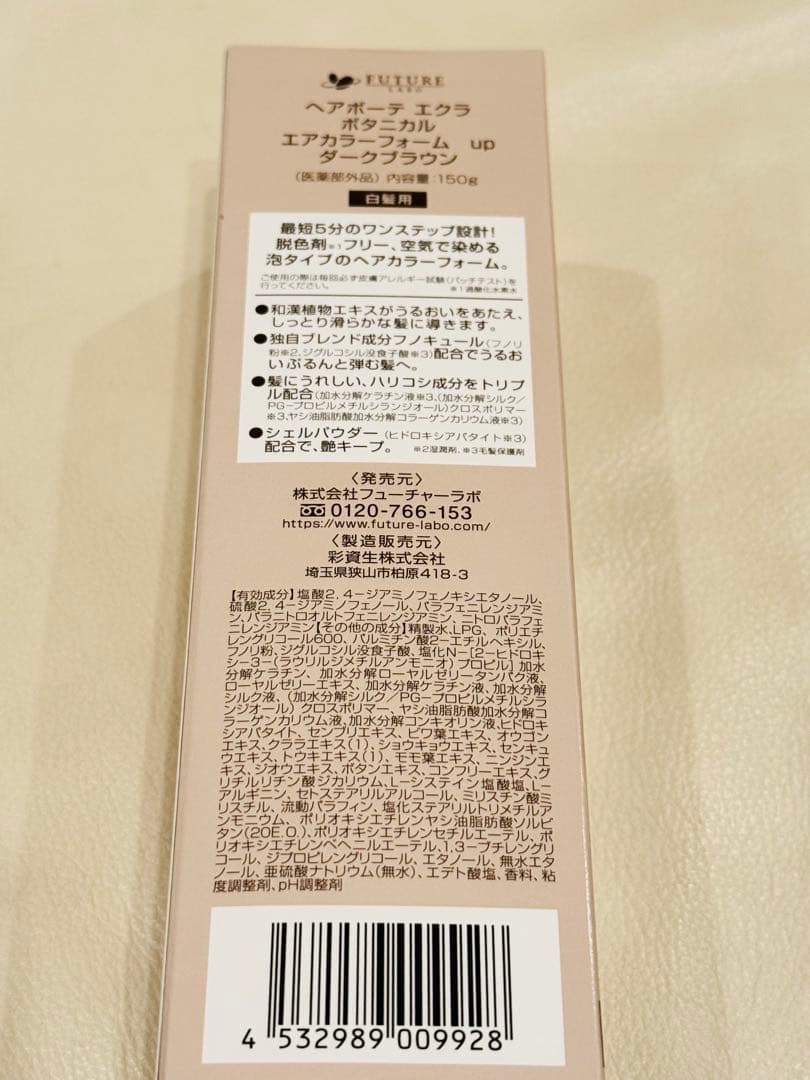 FUTURE
LABO
ヘアボーテ エクラ
ボタニカル
エアカラーフォーム up
ダークブラウン
(医薬部外品) 内容量:150g
白髪用
最短5分のワンステップ設計!
脱色剤※1フリー、空気で染める
泡タイプのヘアカラーフォーム。
ご使用の際は毎回必ず皮膚アレルギー試験(パッチテスト)を
行ってください。 ※1過酸化水素水
●和漢植物エキスがうるおいをあたえ、
しっとり滑らかな髪に導きます。
●独自ブレンド成分フノキュール(フノリ
粉※2、ジグルコシル没食子酸※3)配合でうるお
いぷるんと弾む髪へ。
●髪にうれしい、ハリコシ成分をトリプ
ル配合(加水分解ケラチン液※3、(加水分解シルク/
PG-プロピルメチルシランジオール)クロスポリマー
※3、ヤシ油脂肪酸加水分解コラーゲンカリウム液※3)
●シェルパウダー(ヒドロキシアパタイト※3)
配合で、艶キープ。 ※2湿潤剤、※3毛髪保護剤
〈発売元〉
株式会社フューチャーラボ
0120-766-153
https://www.future-labo.com/
〈製造販売元〉
彩資生株式会社
埼玉県狭山市柏原418-3
【有効成分】塩酸2,4-ジアミノフェノキシエタノール、
硫酸2,4-ジアミノフェノール、パラフェニレンジアミ
ン、パラニトロオルトフェニレンジアミン、ニトロパラフェ
ニレンジアミン【その他の成分】精製水、LPG、ポリエチ
レングリコール600、パルミチン酸2-エチルヘキシル、
フノリ粉、ジグルコシル没食子酸、塩化N-[2-ヒドロキ
シ-3-(ラウリルジメチルアンモニオ)プロピル]加水
分解ケラチン、加水分解ローヤルゼリータンパク液、
ローヤルゼリーエキス、加水分解ケラチン液、加水分解
シルク液、(加水分解シルク/PG-プロピルメチルシラ
ンジオール)クロスポリマー、ヤシ油脂肪酸加水分解コ
ラーゲンカリウム液、加水分解コンキオリン液、ヒドロキ
シアパタイト、センブリエキス、ビワ葉エキス、オウゴン
エキス、クララエキス(1)、ショウキョウエキス、センキュ
ウエキス、トウキエキス(1)、モモ葉エキス、ニンジンエ
キス、ジオウエキス、ボタンエキス、コンフリーエキス、グ
リチルリチン酸ジカリウム、L-システイン塩酸塩、L-
アルギニン、セトステアリルアルコール、ミリスチン酸ミ
リスチル、流動パラフィン、塩化ステアリルトリメチルア
ンモニウム、ポリオキシエチレンヤシ油脂肪酸ソルビ
タン(20E.O.)、ポリオキシエチレンセチルエーテル、ポ
リオキシエチレンベヘニルエーテル、1,3-ブチレングリ
コール、ジプロピレングリコール、エタノール、無水エタ
ノール、亜硫酸ナトリウム(無水)、エデト酸塩、香料、粘
度調整剤、pH調整剤
4 532989 009928